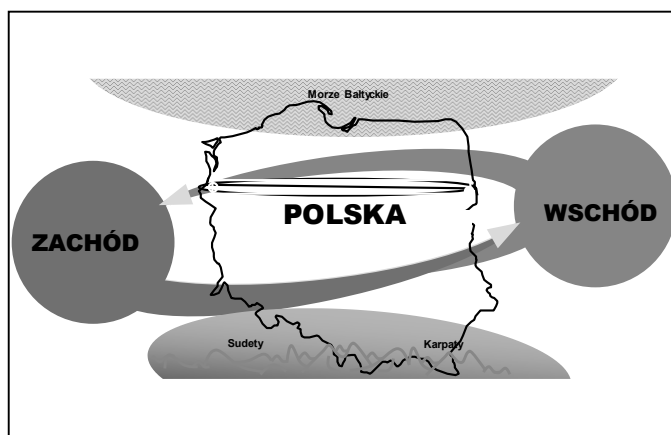 Morze Bałtyckie
POLSKA
WSCHÓD
ZACHÓD
Sudety
Karpaty